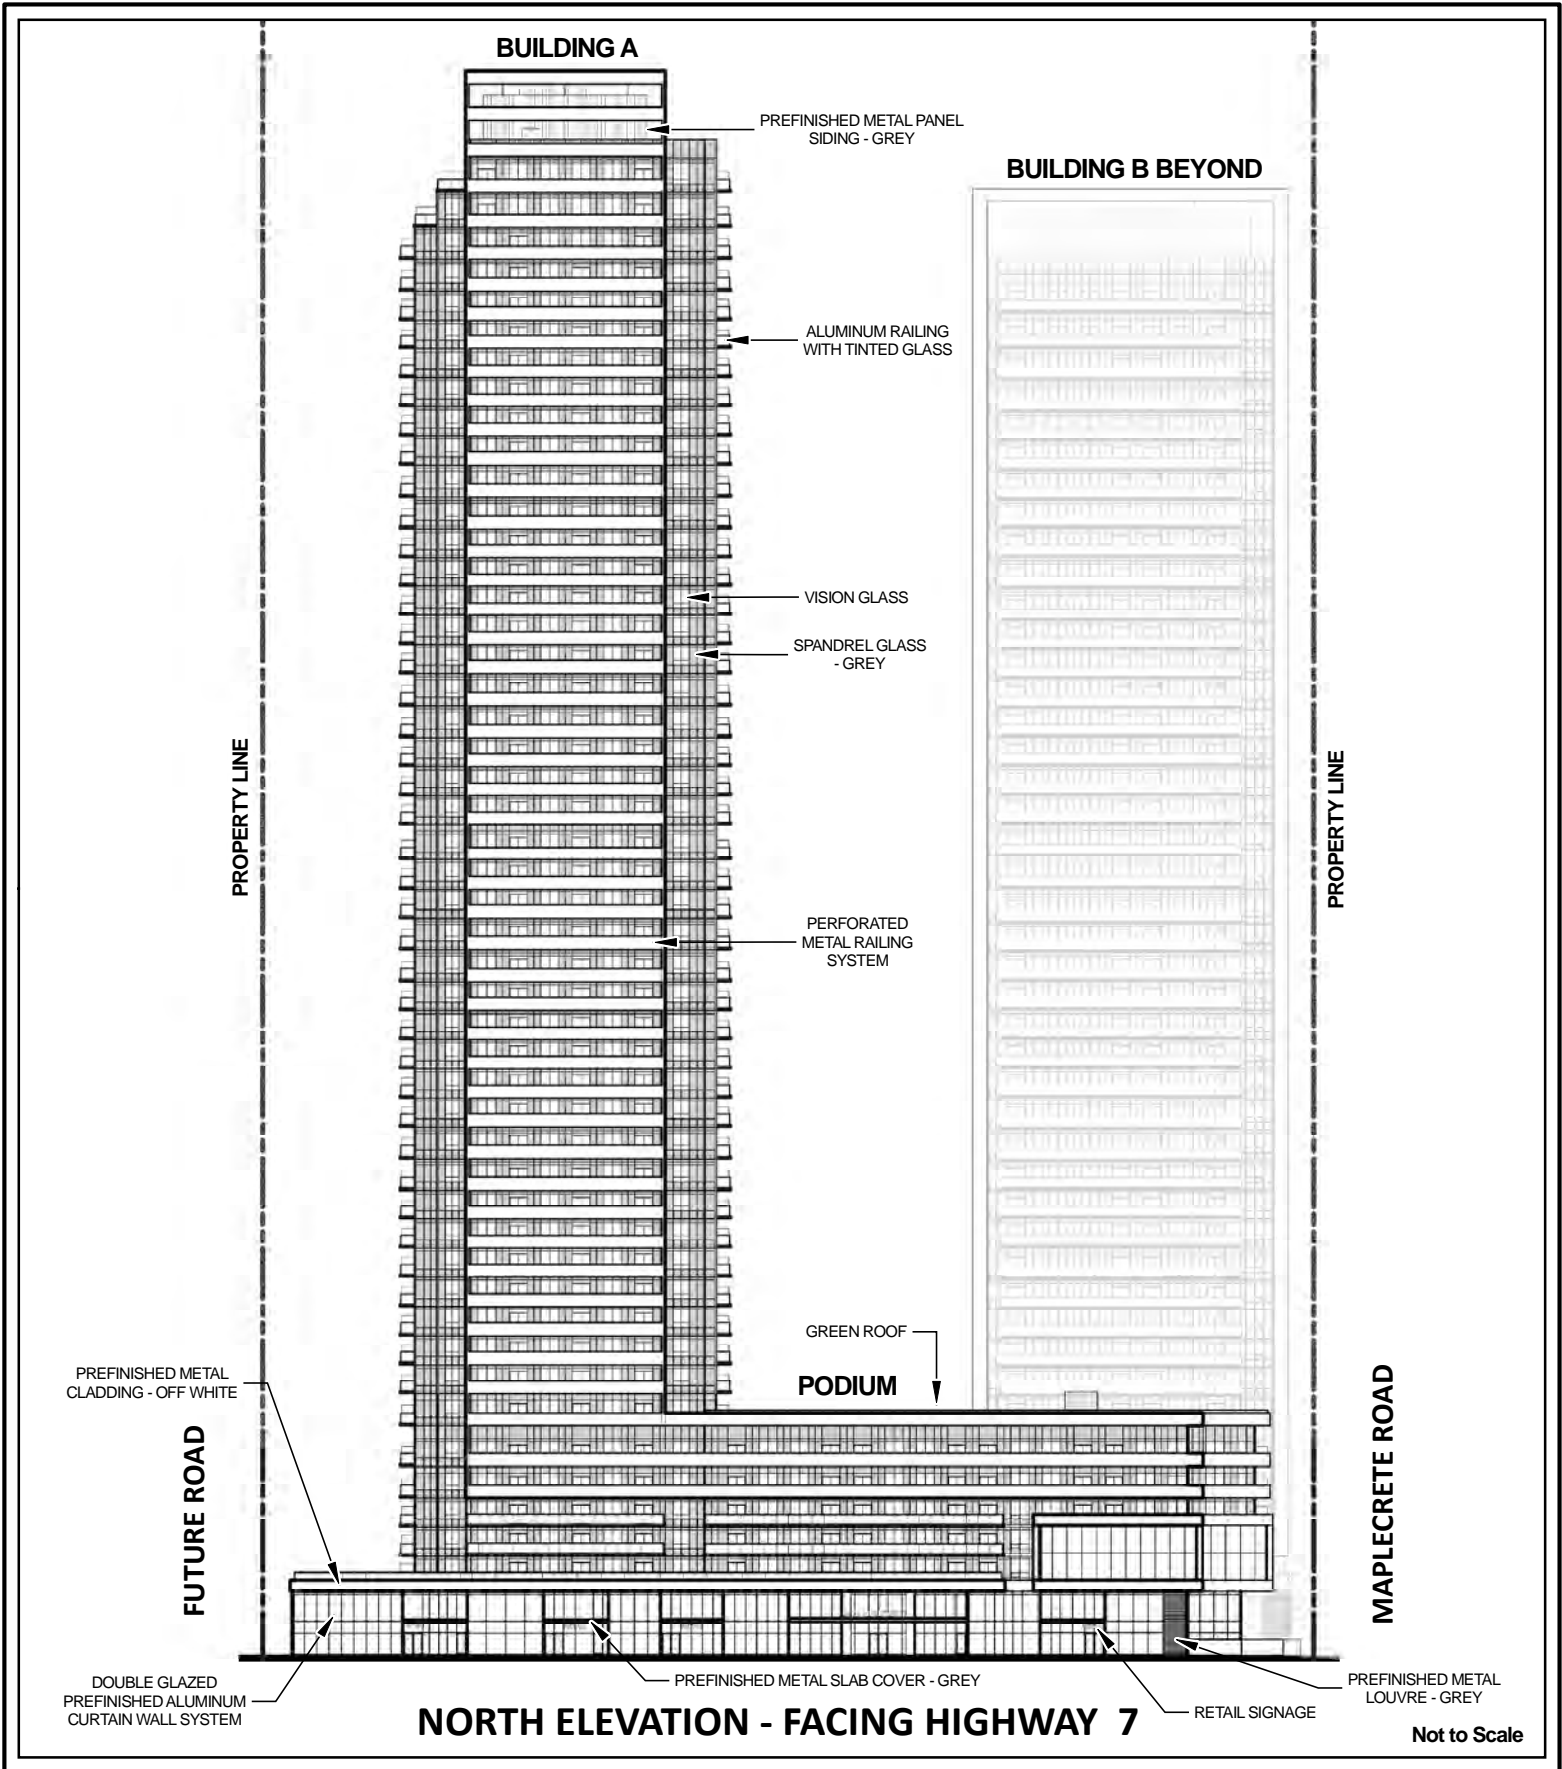 BUILDING A
PREFINISHED METAL PANEL
SIDING - GREY
BUILDING B BEYOND
ALUMINUM RAILING
WITH TINTED GLASS
VISION GLASS
SPANDREL GLASS
- GREY
PROPERTY LINE
PROPERTY LINE
PERFORATED
METAL RAILING
SYSTEM
GREEN ROOF
PREFINISHED METAL
CLADDING - OFF WHITE
PODIUM
FUTURE ROAD
MAPLECRETE ROAD
DOUBLE GLAZED
PREFINISHED ALUMINUM
CURTAIN WALL SYSTEM
PREFINISHED METAL SLAB COVER - GREY
PREFINISHED METAL
LOUVRE - GREY
RETAIL SIGNAGE
NORTH ELEVATION - FACING HIGHWAY 7
Not to Scale